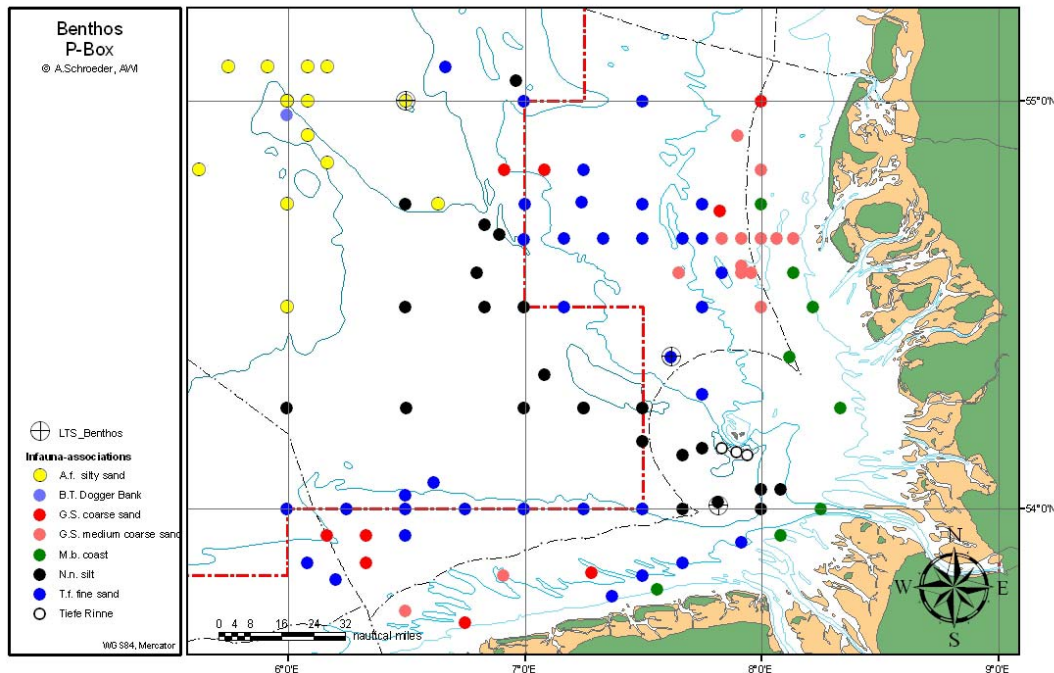 Benthos
P-Box
© A.Schroeder, AWI
LTS_Benthos
Infauna-associations
A.f. silty sand
B.T. Dogger Bank
G.S. coarse sand
G.S. medium coarse sand
M.b. coast
N.n. silt
T.f. fine sand
Tiefe Rinne
WGS84, Mercator
55°0'N
54°0'N
N
W E
S
0 4 8 16 24 32
nautical miles
6°0'E 7°0'E 8°0'E 9°0'E